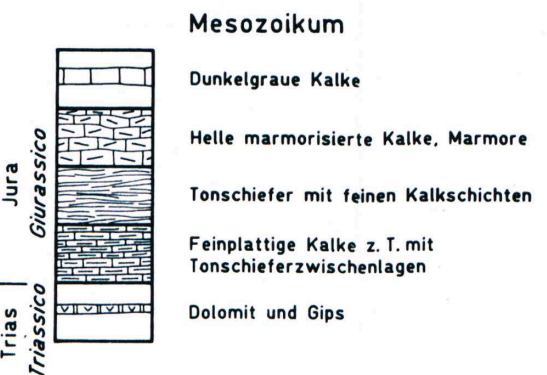 Mesozoikum
Dunkelgraue Kalke
Helle marmorisierte Kalke, Marmore
Tonschiefer mit feinen Kalkschichten
Feinplattige Kalke z. T. mit
Tonschieferzwischenlagen
Dolomit und Gips
Jura
Giurassico
Trias
Triassico